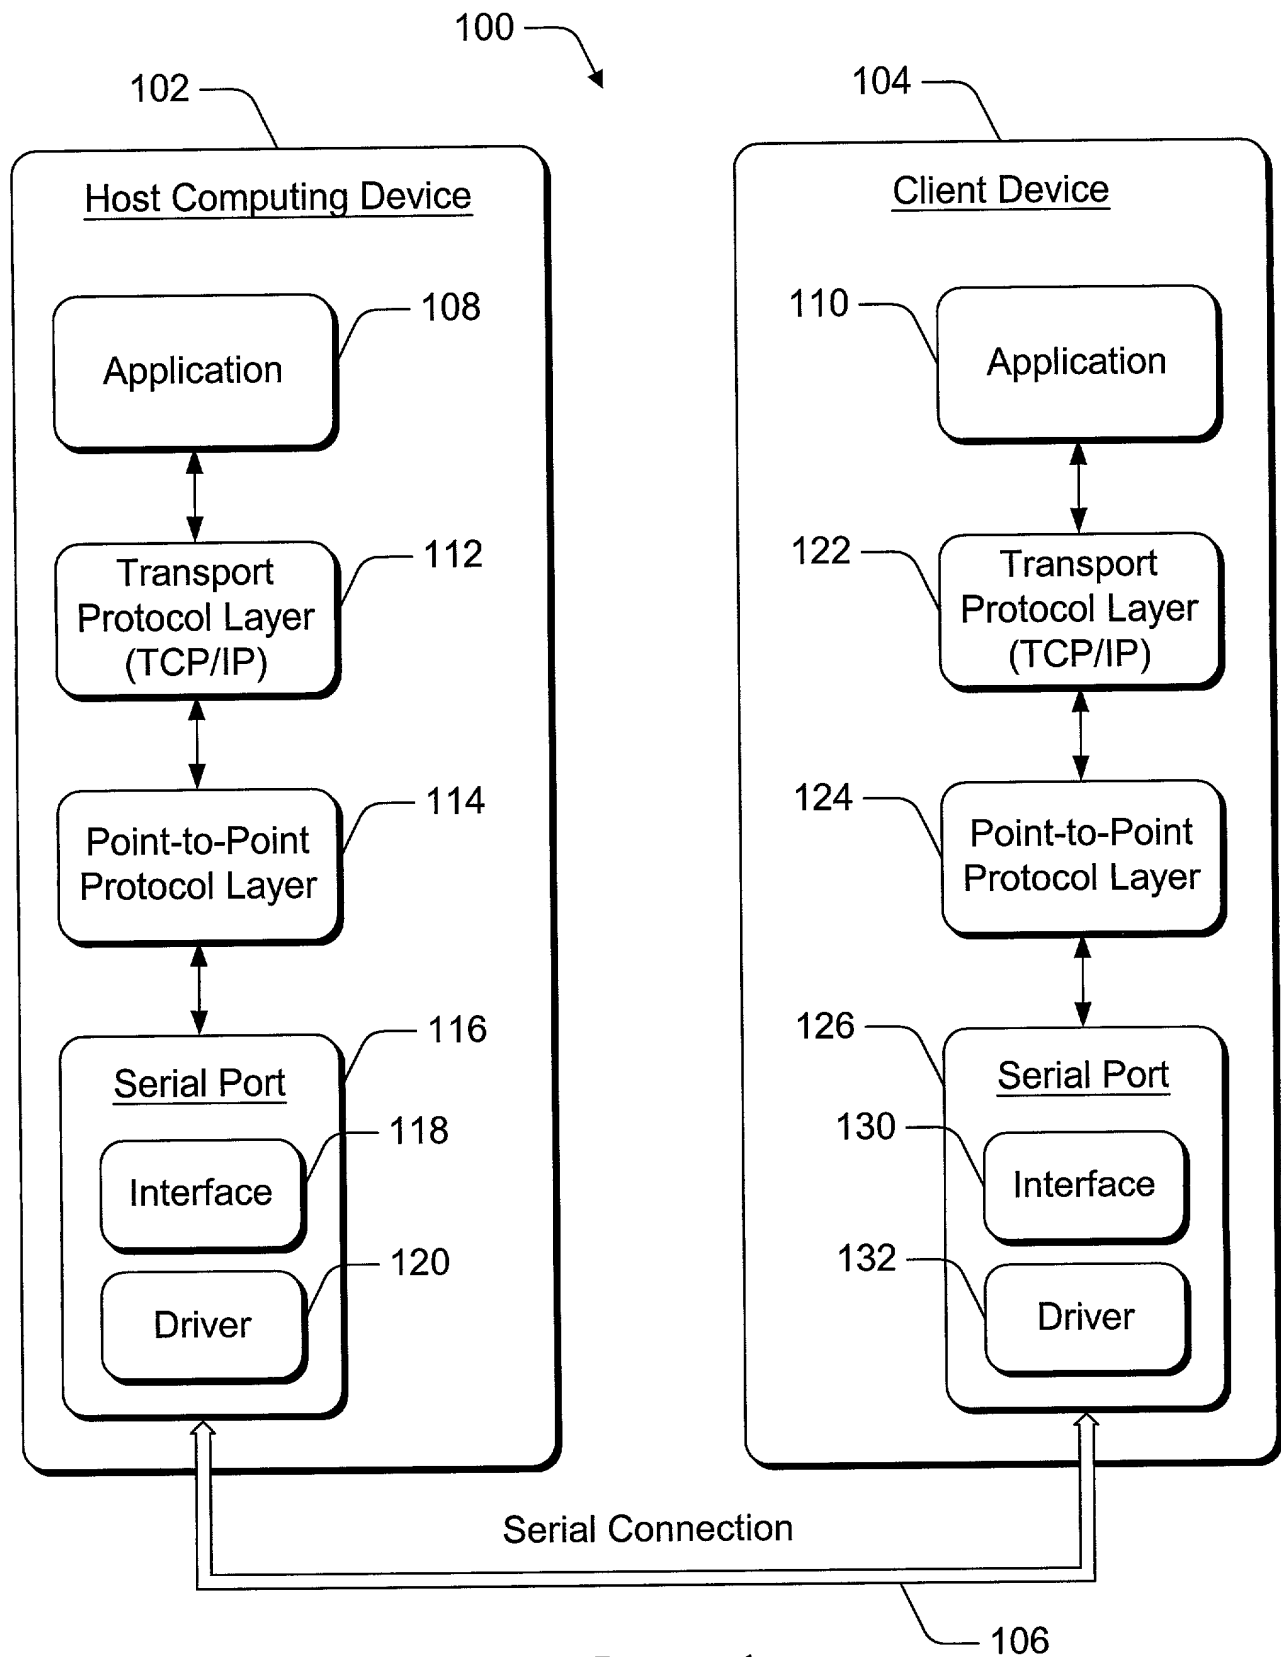 100
102
104
Host Computing Device
Client Device
108
Application
110
Application
112
Transport
Protocol Layer
(TCP/IP)
122
Transport
Protocol Layer
(TCP/IP)
114
Point-to-Point
Protocol Layer
124
Point-to-Point
Protocol Layer
116
Serial Port
118
Interface
120
Driver
126
Serial Port
130
Interface
132
Driver
Serial Connection
106